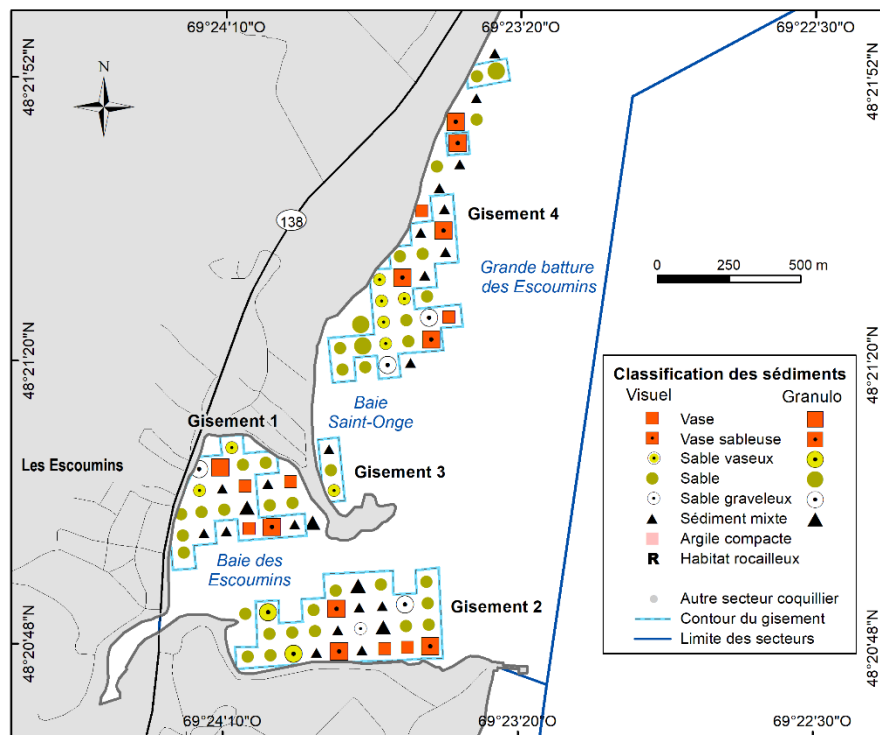 69°24'10"O
69°23'20"O
69°22'30"O
48°21'52"N
48°21'52"N
N
138
Gisement 4
Grande batture
des Escoumins
0 250 500 m
48°21'20"N
48°21'20"N
Classification des sédiments
Visuel Granulo
Vase
Vase sableuse
Sable vaseux
Sable
Sable graveleux
Sédiment mixte
Argile compacte
R Habitat rocailleux
Autre secteur coquillier
Contour du gisement
Limite des secteurs
Baie
Saint-Onge
Gisement 1
Les Escoumins
Gisement 3
Baie des
Escoumins
Gisement 2
48°20'48"N
48°20'48"N
69°24'10"O
69°23'20"O
69°22'30"O